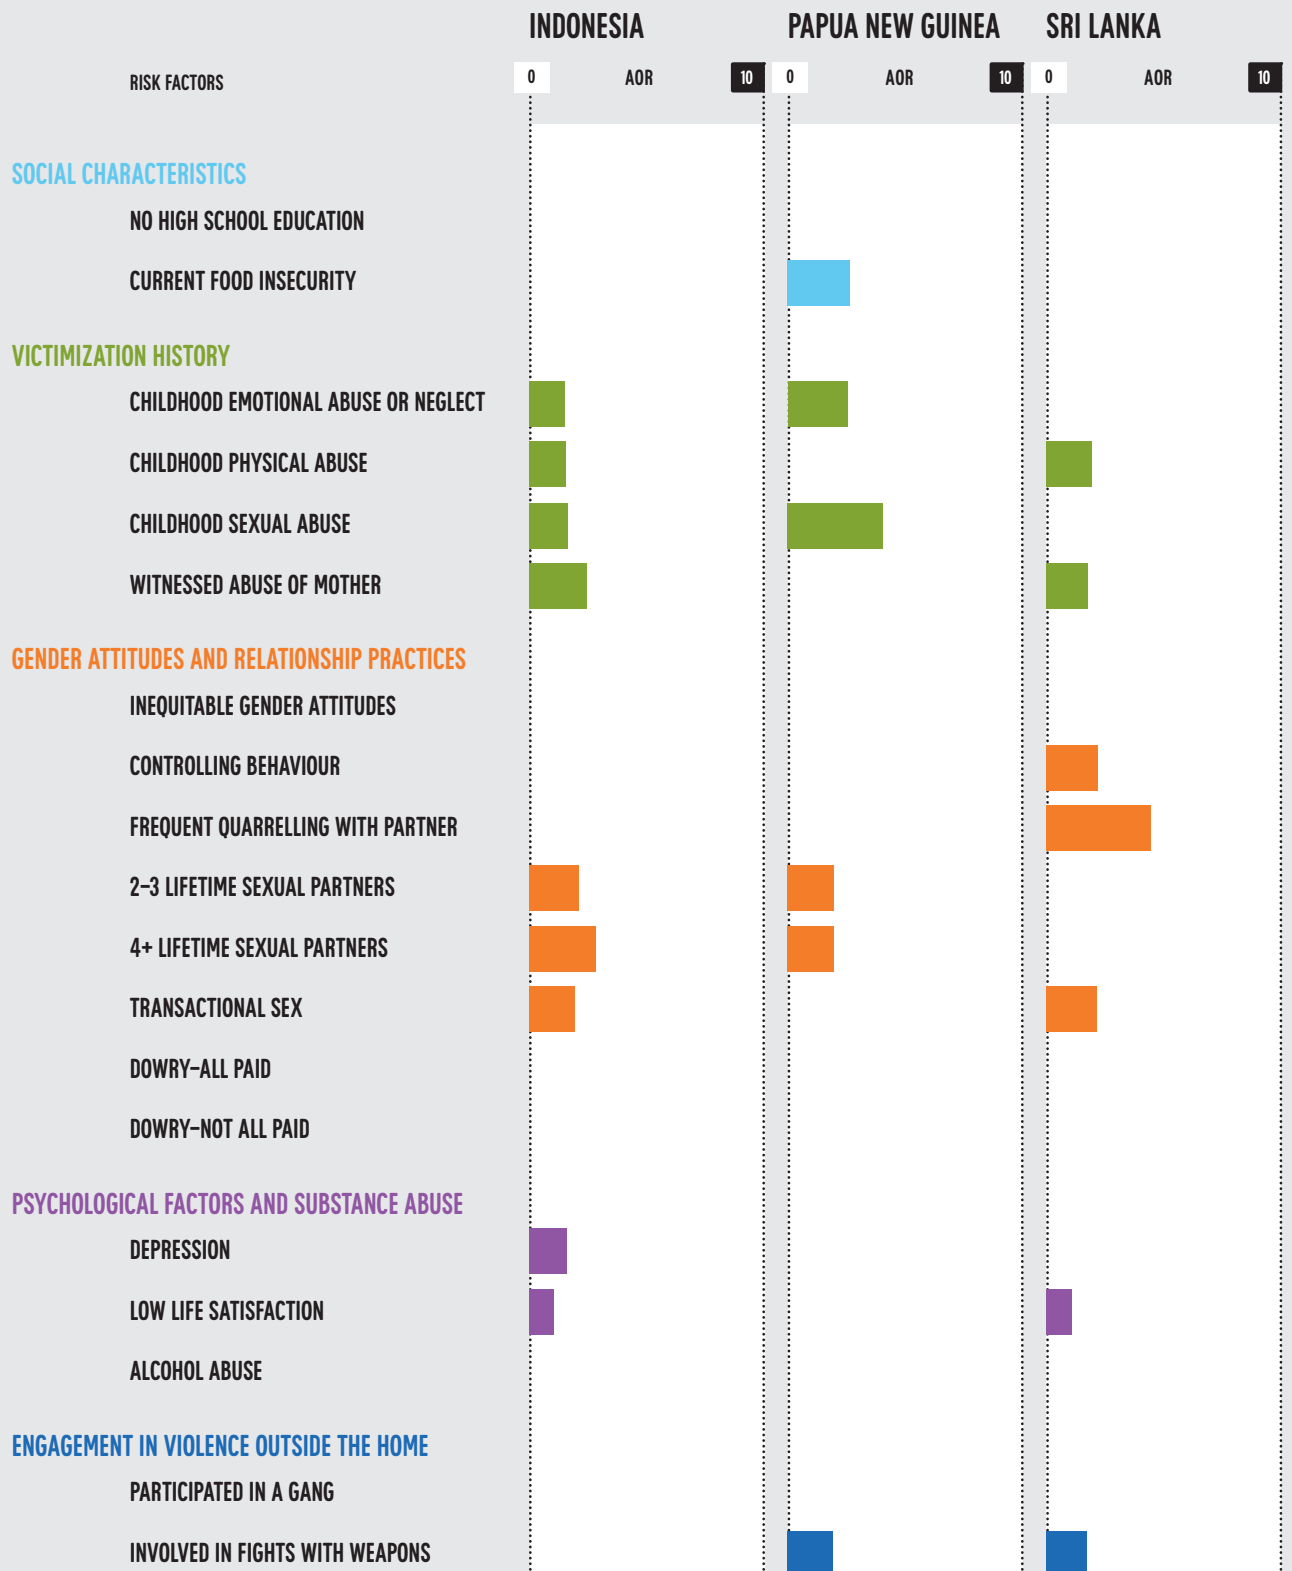 INDONESIA PAPUA NEW GUINEA SRI LANKA
RISK FACTORS 0 AOR 10 0 AOR 10 0 AOR 10
SOCIAL CHARACTERISTICS
NO HIGH SCHOOL EDUCATION
CURRENT FOOD INSECURITY
VICTIMIZATION HISTORY
CHILDHOOD EMOTIONAL ABUSE OR NEGLECT
CHILDHOOD PHYSICAL ABUSE
CHILDHOOD SEXUAL ABUSE
WITNESSED ABUSE OF MOTHER
GENDER ATTITUDES AND RELATIONSHIP PRACTICES
INEQUITABLE GENDER ATTITUDES
CONTROLLING BEHAVIOUR
FREQUENT QUARRELLING WITH PARTNER
2–3 LIFETIME SEXUAL PARTNERS
4+ LIFETIME SEXUAL PARTNERS
TRANSACTIONAL SEX
DOWRY–ALL PAID
DOWRY–NOT ALL PAID
PSYCHOLOGICAL FACTORS AND SUBSTANCE ABUSE
DEPRESSION
LOW LIFE SATISFACTION
ALCOHOL ABUSE
ENGAGEMENT IN VIOLENCE OUTSIDE THE HOME
PARTICIPATED IN A GANG
INVOLVED IN FIGHTS WITH WEAPONS